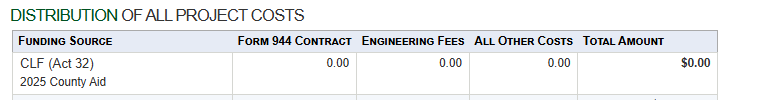 DISTRIBUTION OF ALL PROJECT COSTS
FUNDING SOURCE FORM 944 CONTRACT ENGINEERING FEES ALL OTHER COSTS TOTAL AMOUNT
CLF (Act 32) 0.00 0.00 0.00 $0.00
2025 County Aid